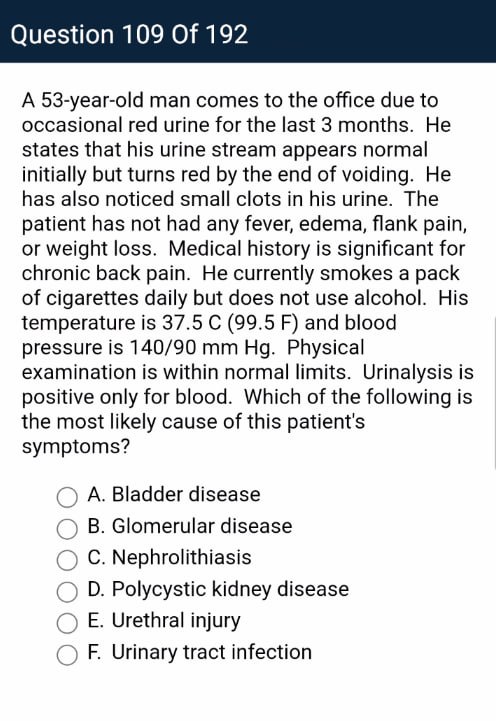 Question 109 Of 192
A 53-year-old man comes to the office due to
occasional red urine for the last 3 months.  He
states that his urine stream appears normal
initially but turns red by the end of voiding.  He
has also noticed small clots in his urine.  The
patient has not had any fever, edema, flank pain,
or weight loss.  Medical history is significant for
chronic back pain.  He currently smokes a pack
of cigarettes daily but does not use alcohol.  His
temperature is 37.5 C (99.5 F) and blood
pressure is 140/90 mm Hg.  Physical
examination is within normal limits.  Urinalysis is
positive only for blood.  Which of the following is
the most likely cause of this patient's
symptoms?
A. Bladder disease
B. Glomerular disease
C. Nephrolithiasis
D. Polycystic kidney disease
E. Urethral injury
F. Urinary tract infection